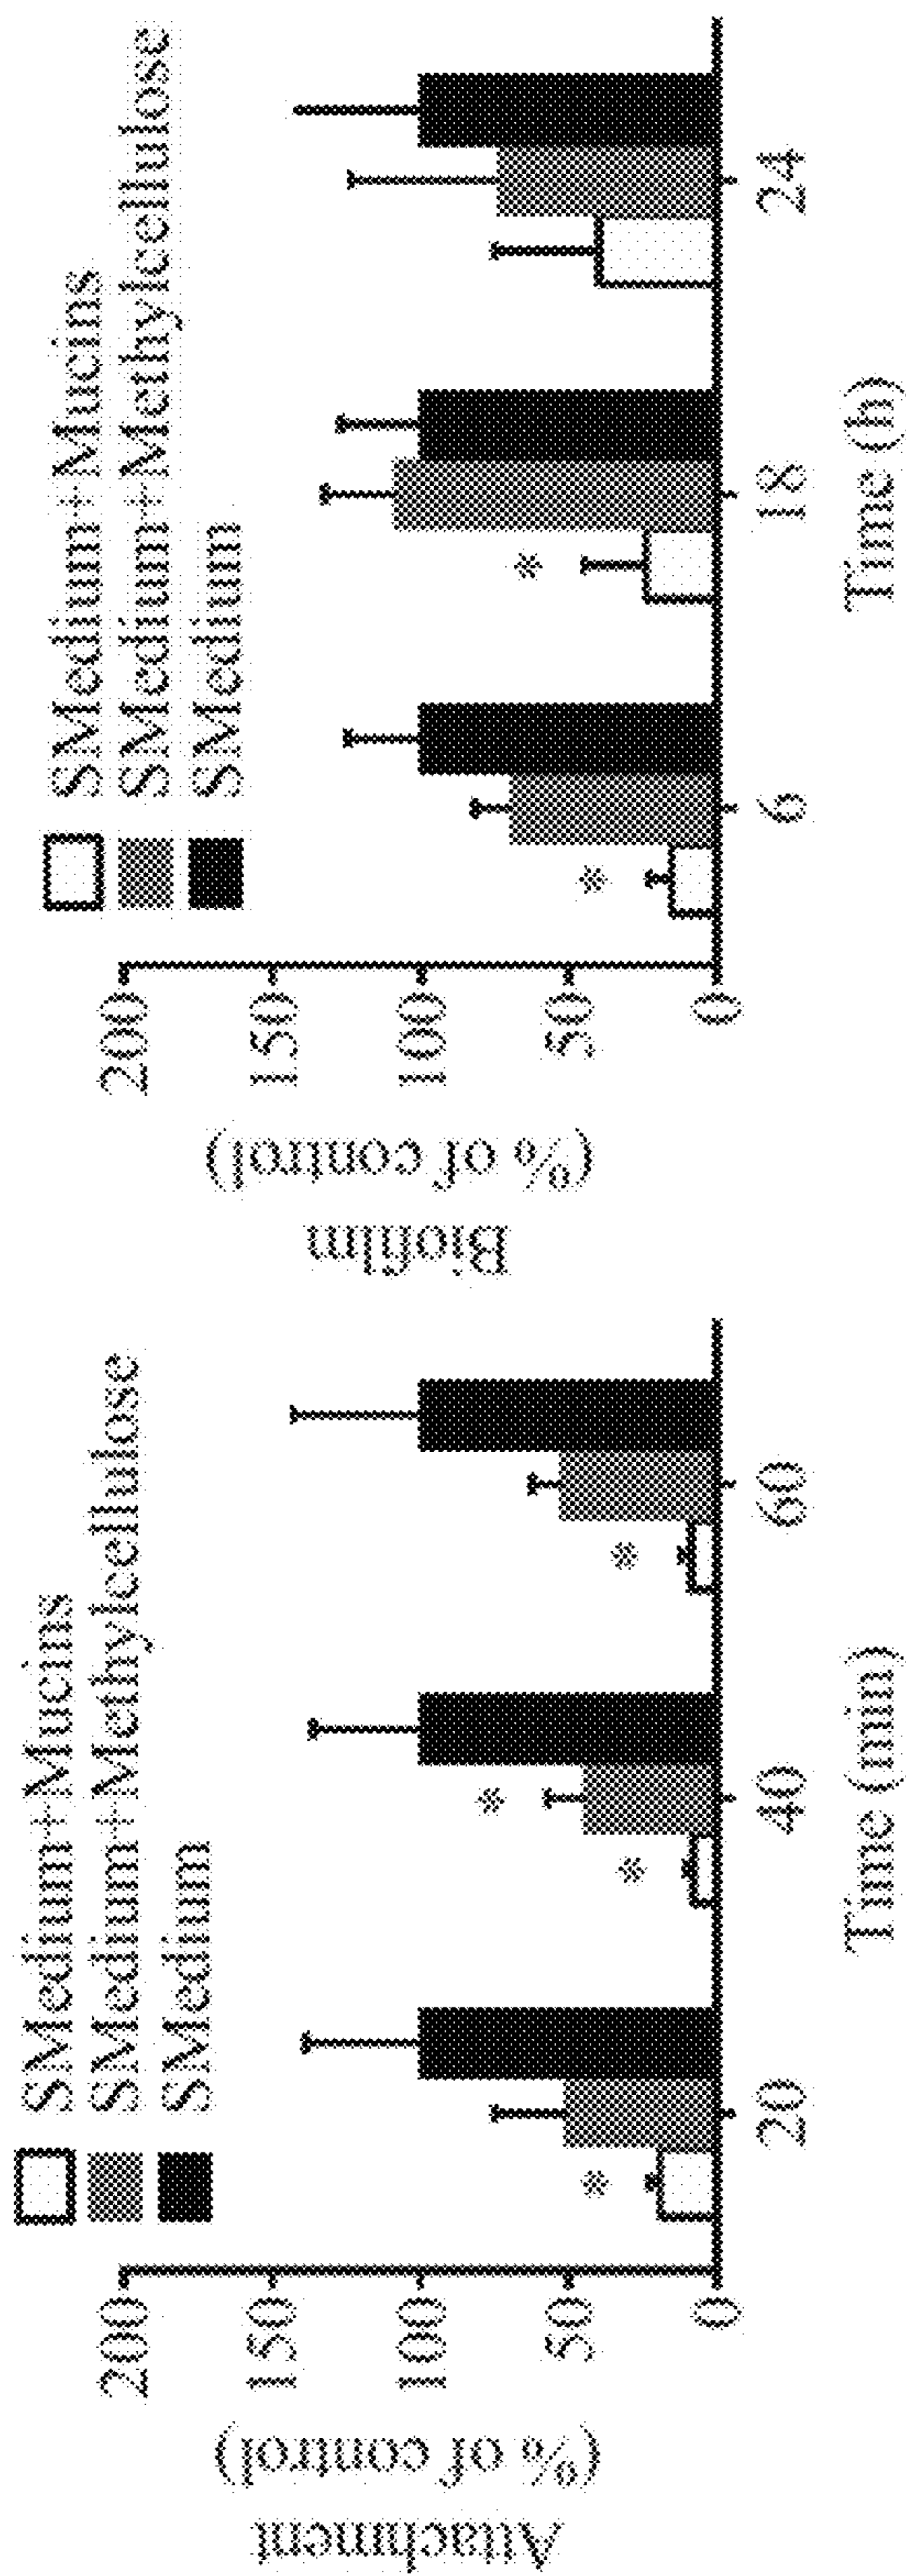 Attachment
(% of control)
200
150
100
50
0
SMedium+Mucins
SMedium+Methylcellulose
SMedium
*
*
*
*
20
40
60
Time (min)
Biofilm
(% of control)
200
150
100
50
0
SMedium+Mucins
SMedium+Methylcellulose
SMedium
*
*
6
18
24
Time (h)